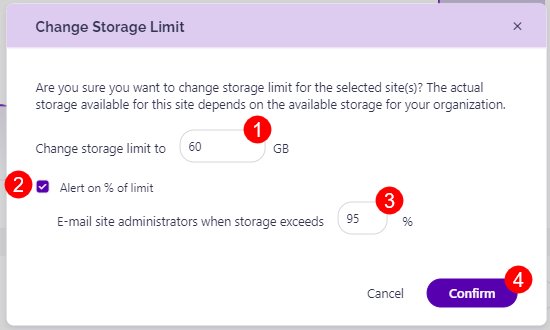 Change Storage Limit ×
Are you sure you want to change storage limit for the selected site(s)? The actual
storage available for this site depends on the available storage for your organization.
1
Change storage limit to 60 GB
2 Alert on % of limit
3
E-mail site administrators when storage exceeds 95 %
4
Cancel Confirm